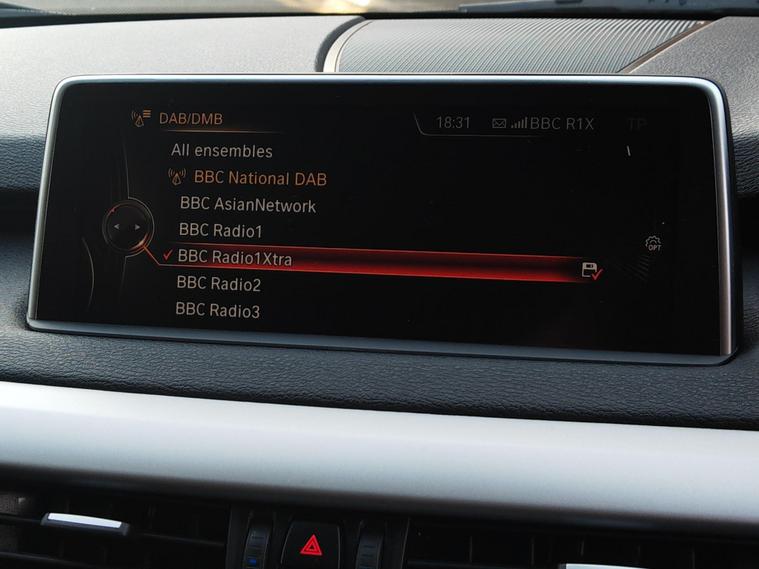 DAB/DMB
18:31 BBC R1X TP
All ensembles
BBC National DAB
BBC AsianNetwork
BBC Radio1
OPT
BBC Radio1Xtra
BBC Radio2
BBC Radio3